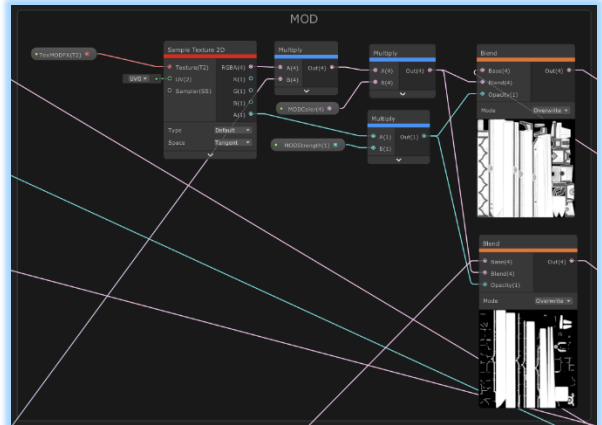 MOD
TexMODFX(T2)
Sample Texture 2D
Texture(T2) RGBA(4)
UV0 UV(2) R(1)
Sampler(SS) G(1)
B(1)
A(1)
Type Default
Space Tangent
Multiply
A(4) Out(4)
B(4)
MODColor(4)
Multiply
A(4) Out(4)
B(4)
MODStrength(1)
Multiply
A(1) Out(1)
B(1)
Blend
Base(4) Out(4)
Blend(4)
Opacity(1)
Mode Overwrite
Blend
Base(4) Out(4)
Blend(4)
Opacity(1)
Mode Overwrite